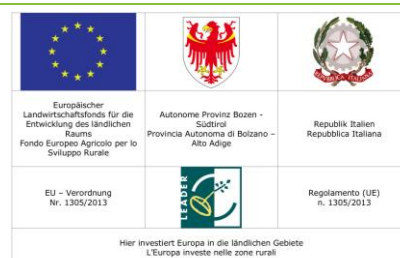 Europäischer
Landwirtschaftsfonds für die
Entwicklung des ländlichen
Raums
Fondo Europeo Agricolo per lo
Sviluppo Rurale
Autonome Provinz Bozen -
Südtirol
Provincia Autonoma di Bolzano –
Alto Adige
Republik Italien
Repubblica Italiana
EU – Verordnung
Nr. 1305/2013
LEADER
Regolamento (UE)
n. 1305/2013
Hier investiert Europa in die ländlichen Gebiete
L'Europa investe nelle zone rurali